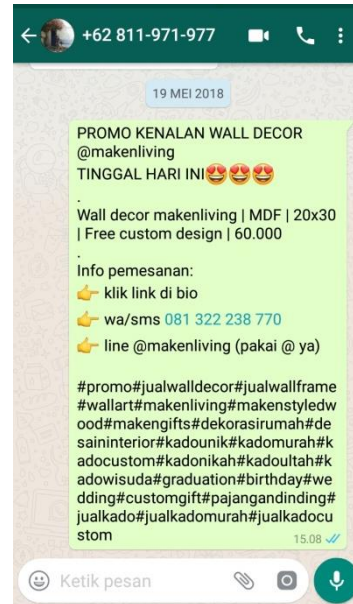 +62 811-971-977
19 MEI 2018
PROMO KENALAN WALL DECOR
@makenliving
TINGGAL HARI INI😍😍😍
.
Wall decor makenliving | MDF | 20x30
| Free custom design | 60.000
.
Info pemesanan:
👉 klik link di bio
👉 wa/sms 081 322 238 770
👉 line @makenliving (pakai @ ya)
#promo#jualwalldecor#jualwallframe
#wallart#makenliving#makenstyledw
ood#makengifts#dekorasirumah#de
saininterior#kadounik#kadomurah#k
adocustom#kadonikah#kadoultah#k
adowisuda#graduation#birthday#we
dding#customgift#pajangandinding#
jualkado#jualkadomurah#jualkadocu
stom
15.08
Ketik pesan